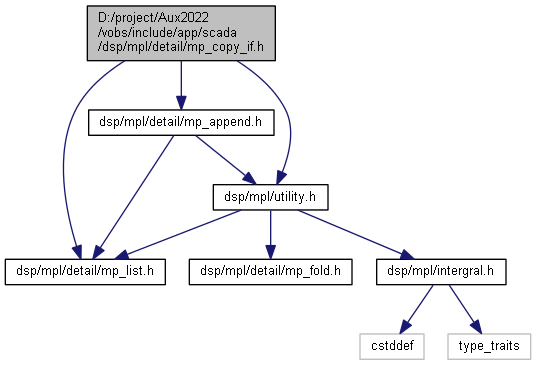 D:/project/Aux2022
/vobs/include/app/scada
/dsp/mpl/detail/mp_copy_if.h
dsp/mpl/detail/mp_append.h
dsp/mpl/utility.h
dsp/mpl/detail/mp_list.h
dsp/mpl/detail/mp_fold.h
dsp/mpl/intergral.h
cstddef
type_traits